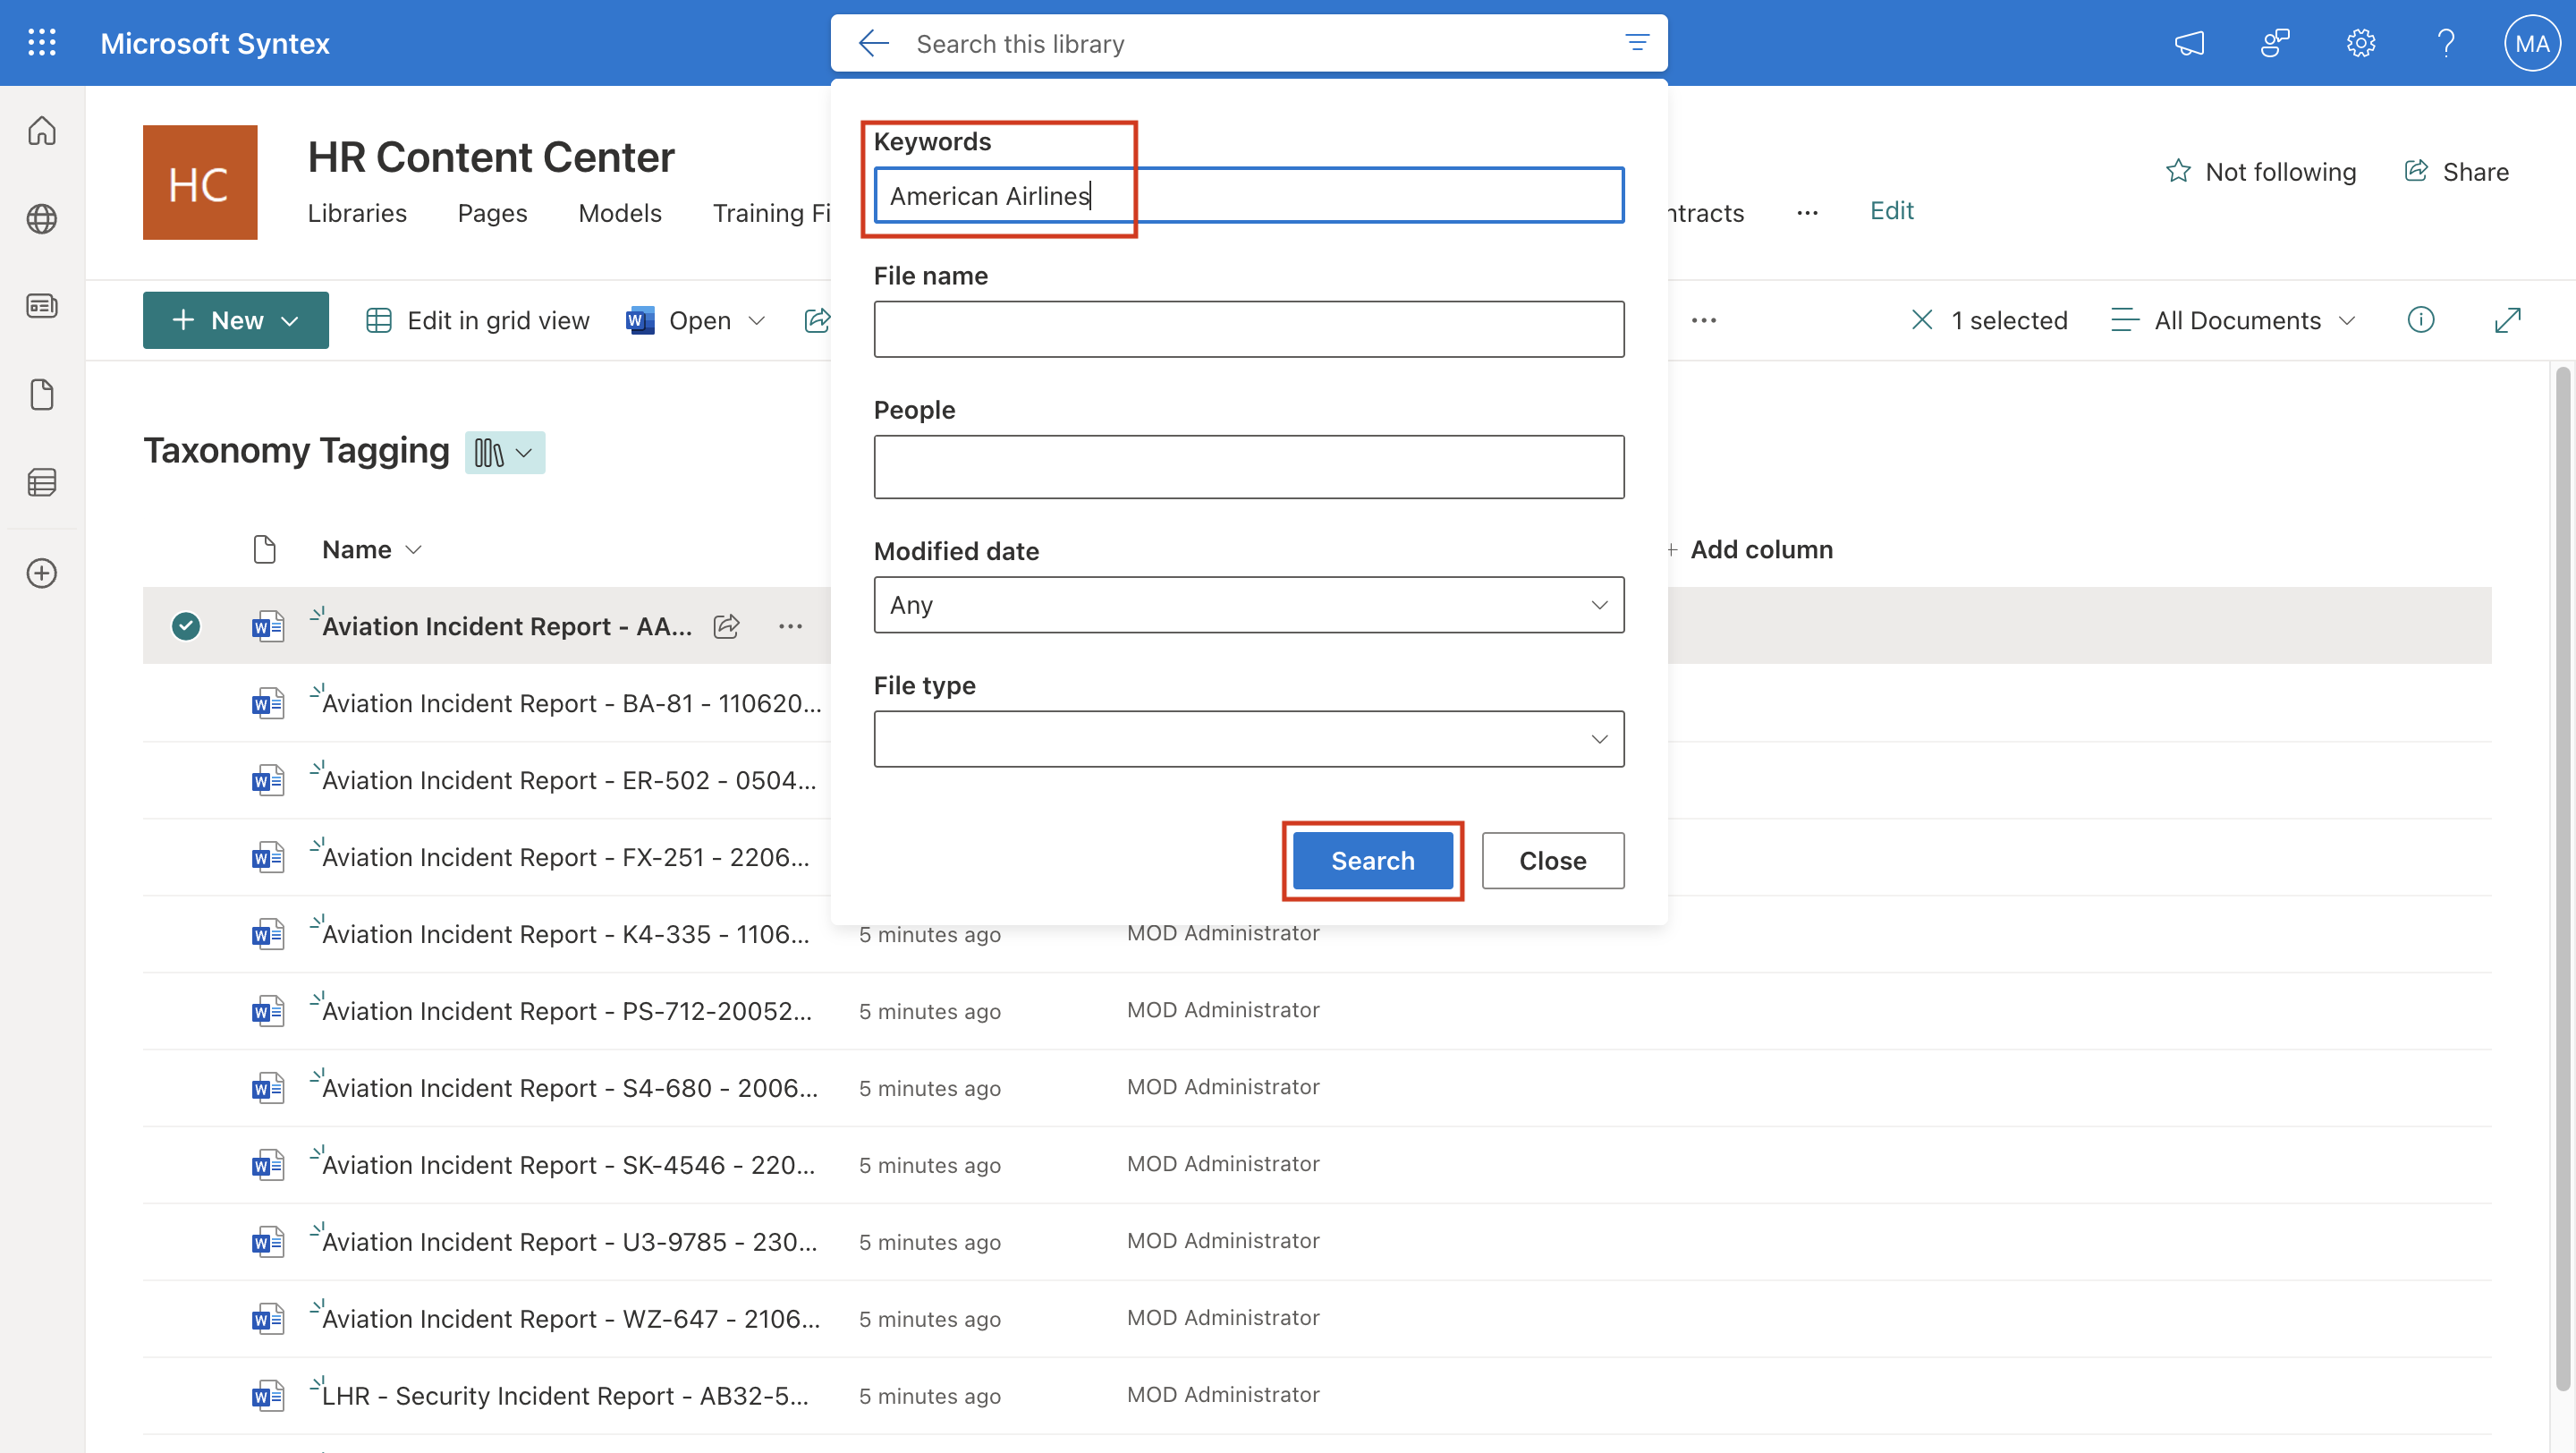 Microsoft Syntex
Search this library
MA
HC
HR Content Center
Libraries Pages Models Training Fi
ntracts ... Edit
Not following Share
Keywords
American Airlines
File name
People
Modified date
Any
File type
Search Close
New Edit in grid view Open ... 1 selected All Documents
Taxonomy Tagging
Name + Add column
Aviation Incident Report - AA... ...
Aviation Incident Report - BA-81 - 110620...
Aviation Incident Report - ER-502 - 0504...
Aviation Incident Report - FX-251 - 2206...
Aviation Incident Report - K4-335 - 1106... 5 minutes ago MOD Administrator
Aviation Incident Report - PS-712-20052... 5 minutes ago MOD Administrator
Aviation Incident Report - S4-680 - 2006... 5 minutes ago MOD Administrator
Aviation Incident Report - SK-4546 - 220... 5 minutes ago MOD Administrator
Aviation Incident Report - U3-9785 - 230... 5 minutes ago MOD Administrator
Aviation Incident Report - WZ-647 - 2106... 5 minutes ago MOD Administrator
LHR - Security Incident Report - AB32-5... 5 minutes ago MOD Administrator